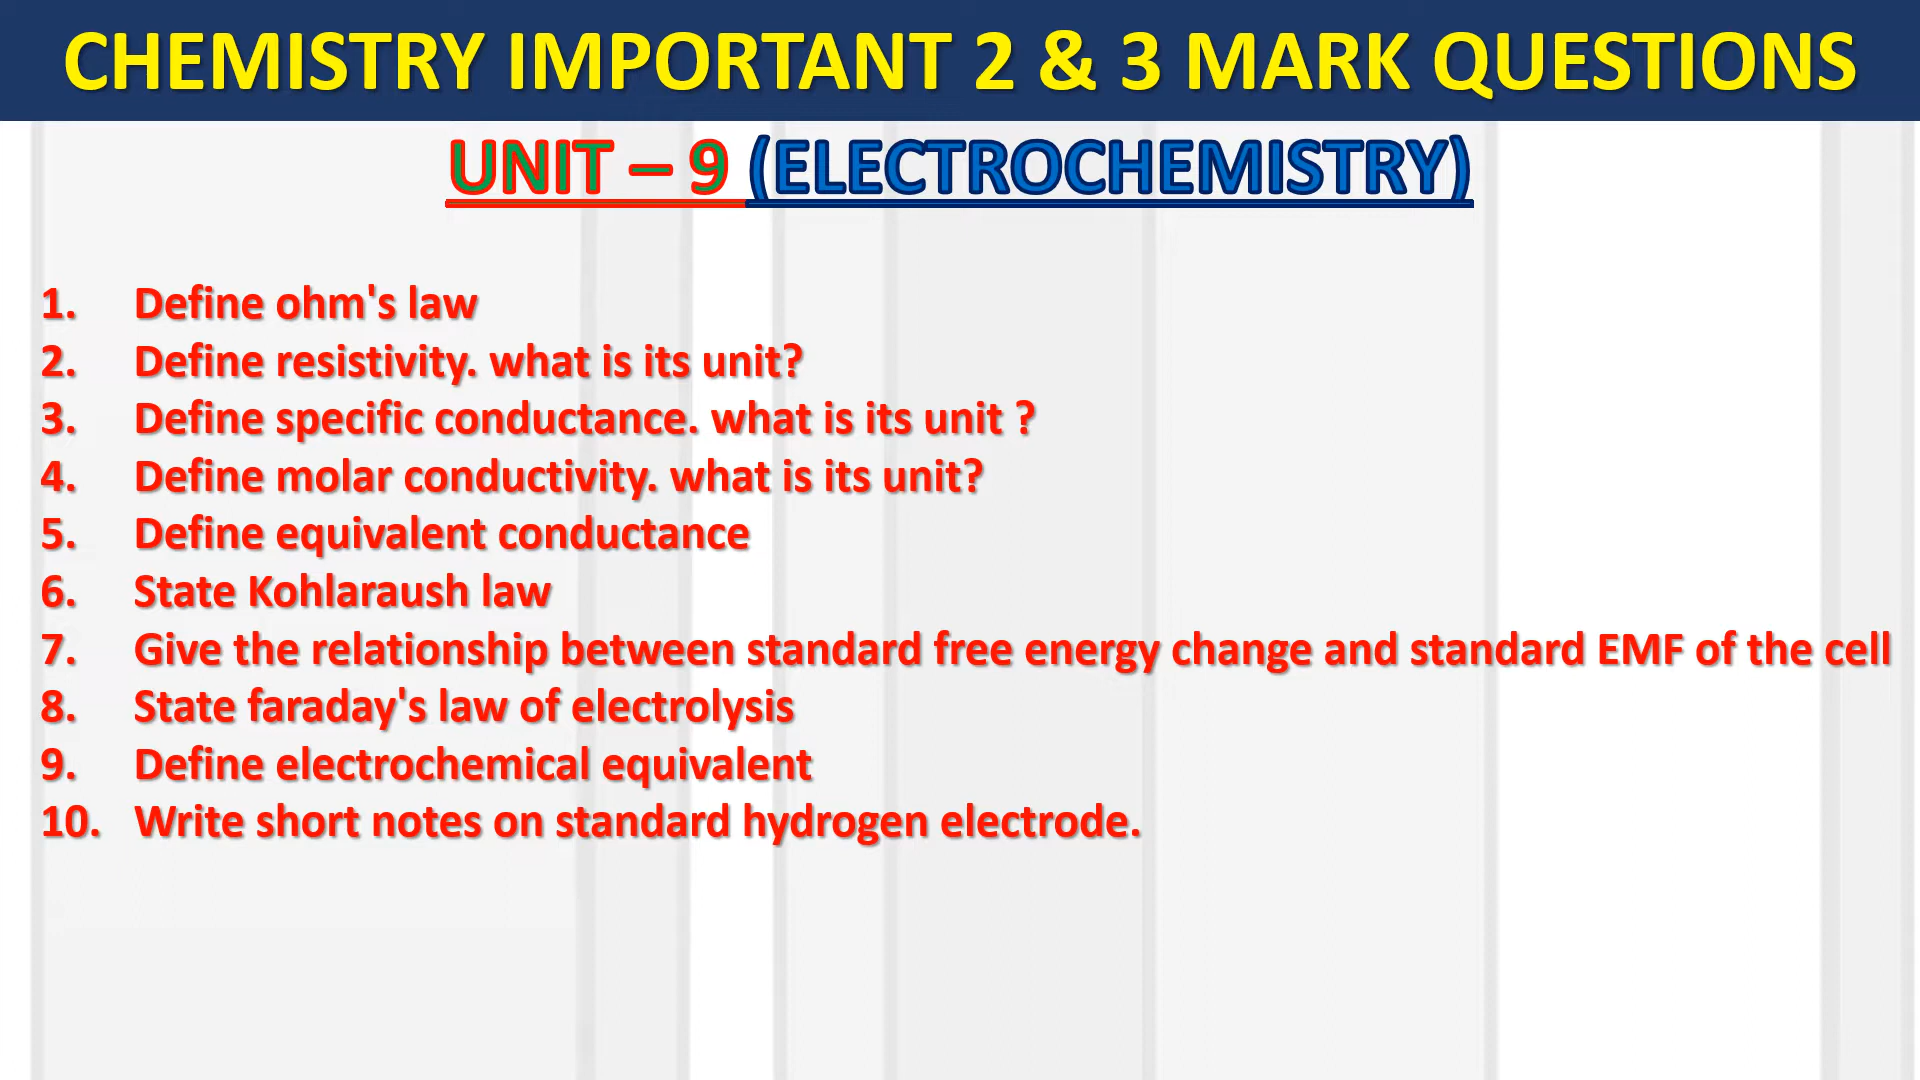 CHEMISTRY IMPORTANT 2 & 3 MARK QUESTIONS
UNIT – 9 (ELECTROCHEMISTRY)
1. Define ohm's law
2. Define resistivity. what is its unit?
3. Define specific conductance. what is its unit ?
4. Define molar conductivity. what is its unit?
5. Define equivalent conductance
6. State Kohlaraush law
7. Give the relationship between standard free energy change and standard EMF of the cell
8. State faraday's law of electrolysis
9. Define electrochemical equivalent
10. Write short notes on standard hydrogen electrode.